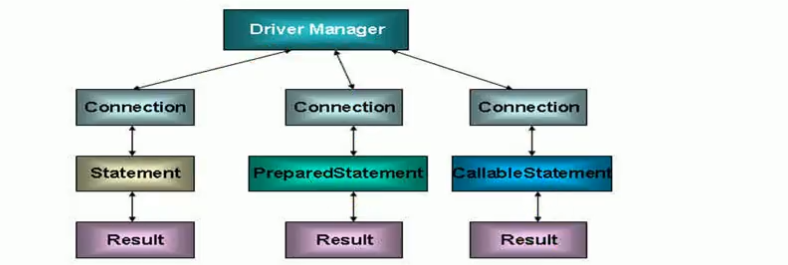 Driver Manager
Connection Connection Connection
Statement PreparedStatement CallableStatement
Result Result Result